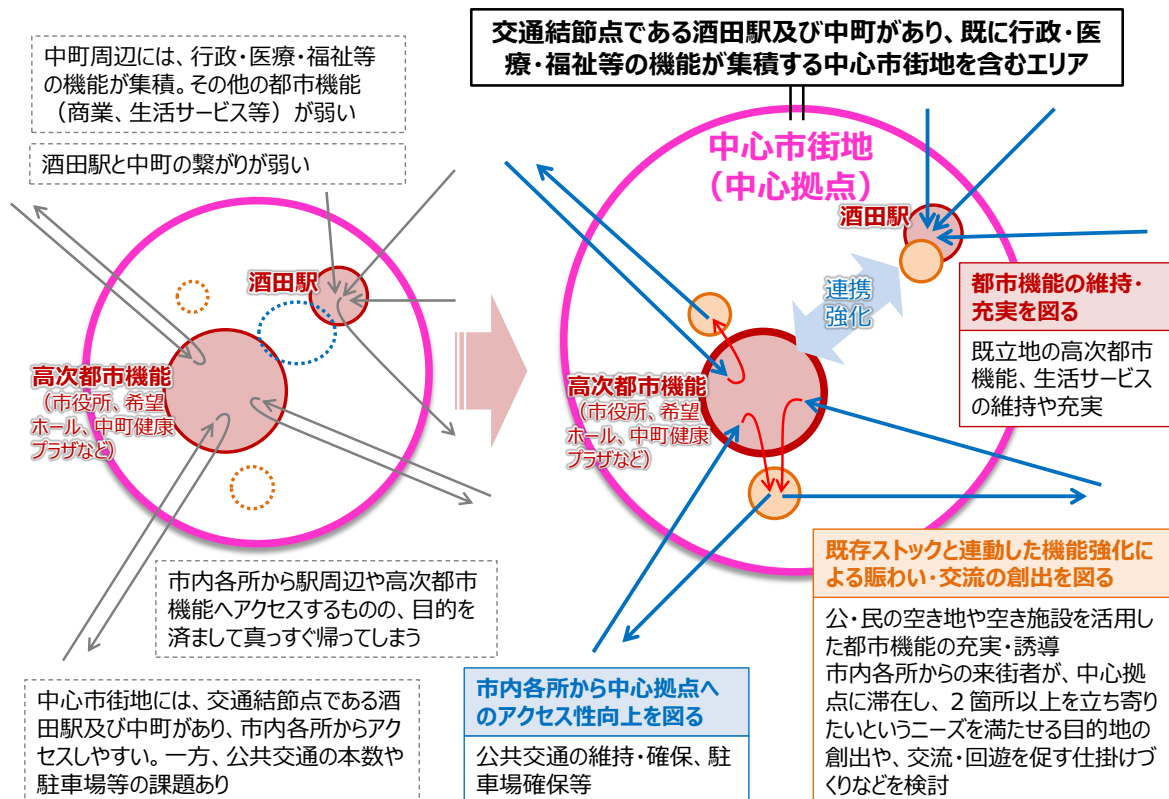 中町周辺には、行政・医療・福祉等
の機能が集積。その他の都市機能
（商業、生活サービス等）が弱い
酒田駅と中町の繋がりが弱い
酒田駅
高次都市機能
（市役所、希望
ホール、中町健康
プラザなど）
市内各所から駅周辺や高次都市
機能へアクセスするものの、目的を
済まして真っすぐ帰ってしまう
中心市街地には、交通結節点である酒
田駅及び中町があり、市内各所からアク
セスしやすい。一方、公共交通の本数や
駐車場等の課題あり
交通結節点である酒田駅及び中町があり、既に行政・医
療・福祉等の機能が集積する中心市街地を含むエリア
中心市街地
（中心拠点）
酒田駅
連携
強化
高次都市機能
（市役所、希望
ホール、中町健康
プラザなど）
都市機能の維持・
充実を図る
既立地の高次都市
機能、生活サービス
の維持や充実
市内各所から中心拠点へ
のアクセス性向上を図る
公共交通の維持・確保、駐
車場確保等
既存ストックと連動した機能強化に
よる賑わい・交流の創出を図る
公・民の空き地や空き施設を活用し
た都市機能の充実・誘導
市内各所からの来街者が、中心拠
点に滞在し、２箇所以上を立ち寄り
たいというニーズを満たせる目的地の
創出や、交流・回遊を促す仕掛けづ
くりなどを検討